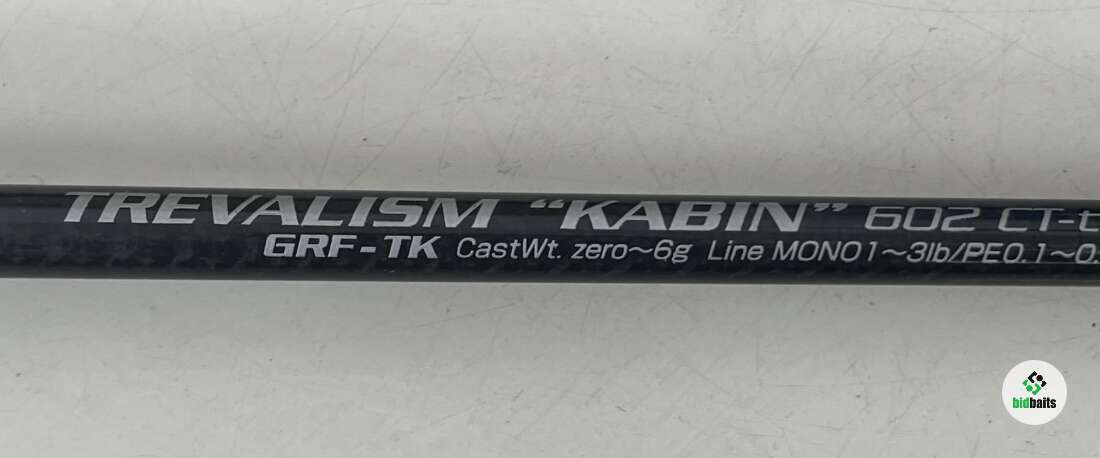 TREVALISM “KABIN” 602 CT-t
GRF-TK CastWt. zero~6g Line MONO1~3lb/PE0.1~0.
bidbaits